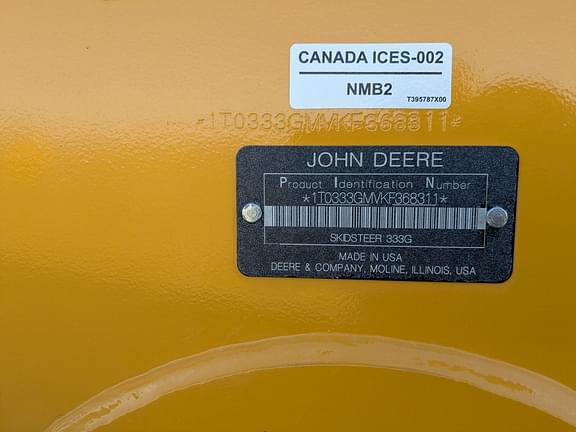 CANADA ICES-002
NMB2
T395787X00
*1T0333GMVKF368311*
JOHN DEERE
Product Identification Number
*1T0333GMVKF368311*
SKIDSTEER 333G
MADE IN USA
DEERE & COMPANY, MOLINE, ILLINOIS, USA